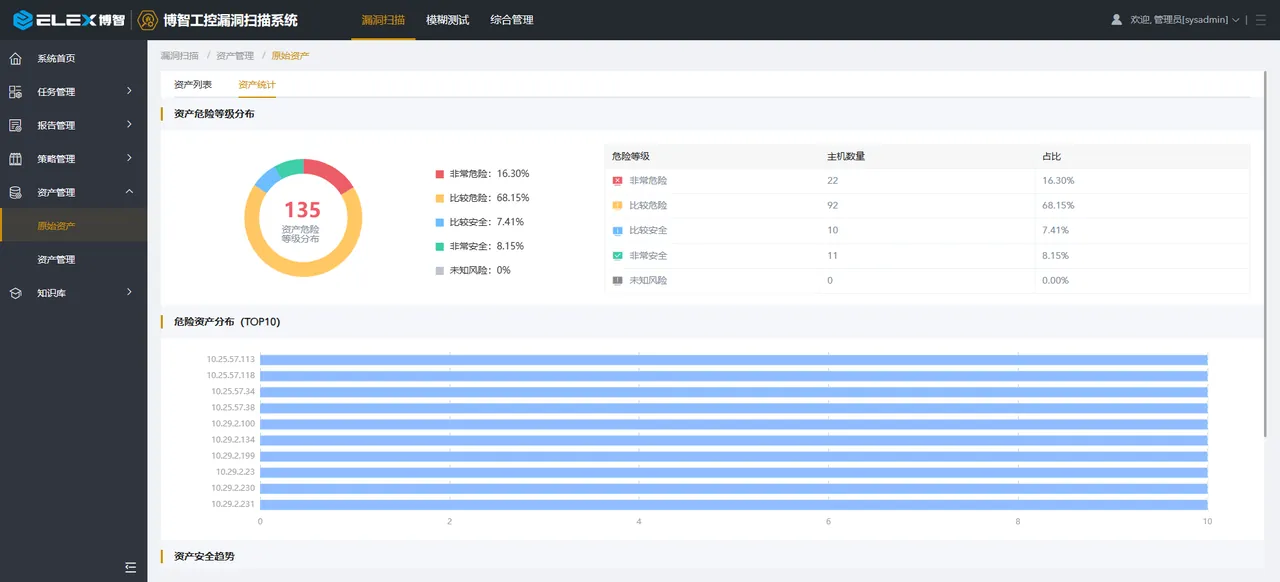 ELEX博智 博智工控漏洞扫描系统 漏洞扫描 模糊测试 综合管理 欢迎, 管理员[sysadmin]
系统首页
任务管理
报告管理
策略管理
资产管理
原始资产
资产管理
知识库
漏洞扫描 / 资产管理 / 原始资产
资产列表 资产统计
资产危险等级分布
135
资产危险
等级分布
非常危险: 16.30%
比较危险: 68.15%
比较安全: 7.41%
非常安全: 8.15%
未知风险: 0%
危险等级 主机数量 占比
非常危险 22 16.30%
比较危险 92 68.15%
比较安全 10 7.41%
非常安全 11 8.15%
未知风险 0 0.00%
危险资产分布 (TOP10)
10.25.57.113
10.25.57.118
10.25.57.34
10.25.57.38
10.29.2.100
10.29.2.134
10.29.2.199
10.29.2.23
10.29.2.230
10.29.2.231
0 2 4 6 8 10
资产安全趋势